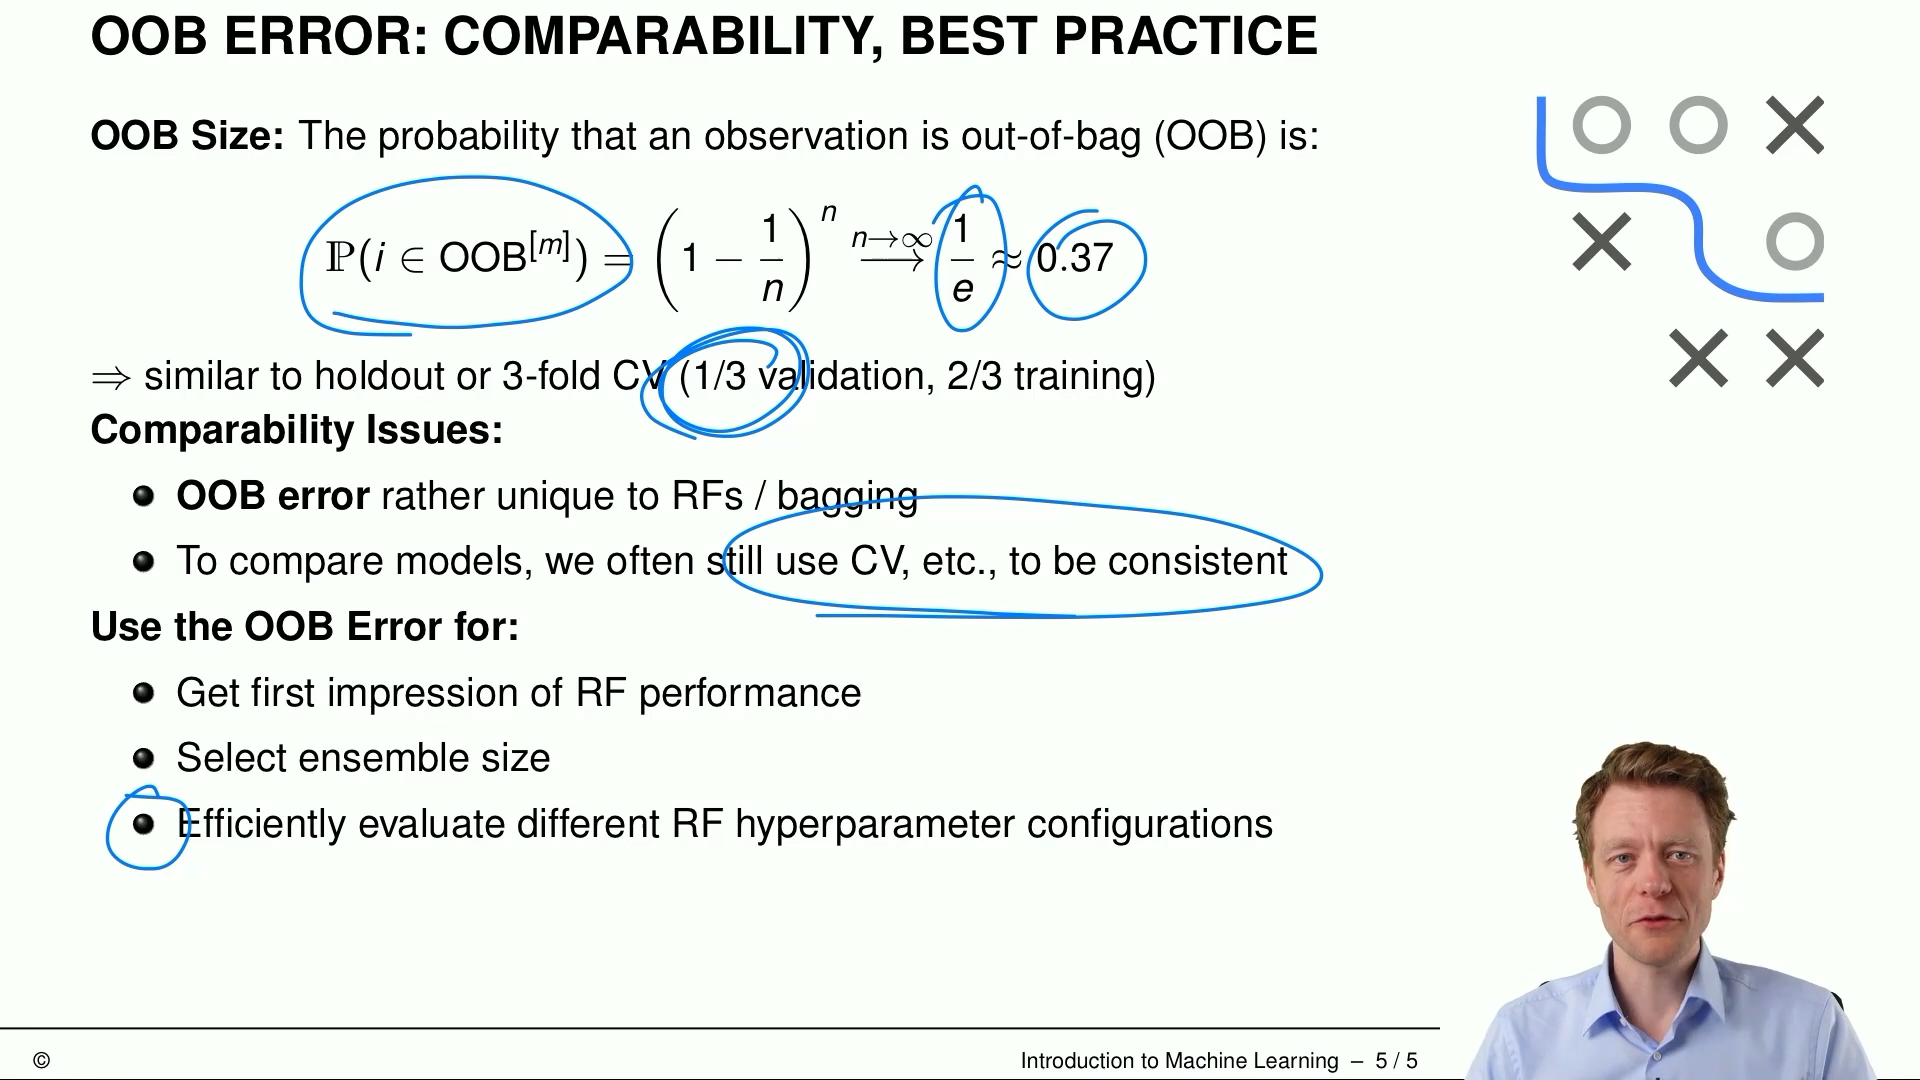 OOB ERROR: COMPARABILITY, BEST PRACTICE
OOB Size: The probability that an observation is out-of-bag (OOB) is:
ℙ(i ∈ OOB^[m]) = (1 − 1/n)^n n→∞ ⟶ 1/e ≈ 0.37
⇒ similar to holdout or 3-fold CV (1/3 validation, 2/3 training)
Comparability Issues:
OOB error rather unique to RFs / bagging
To compare models, we often still use CV, etc., to be consistent
Use the OOB Error for:
Get first impression of RF performance
Select ensemble size
Efficiently evaluate different RF hyperparameter configurations
© Introduction to Machine Learning – 5 / 5